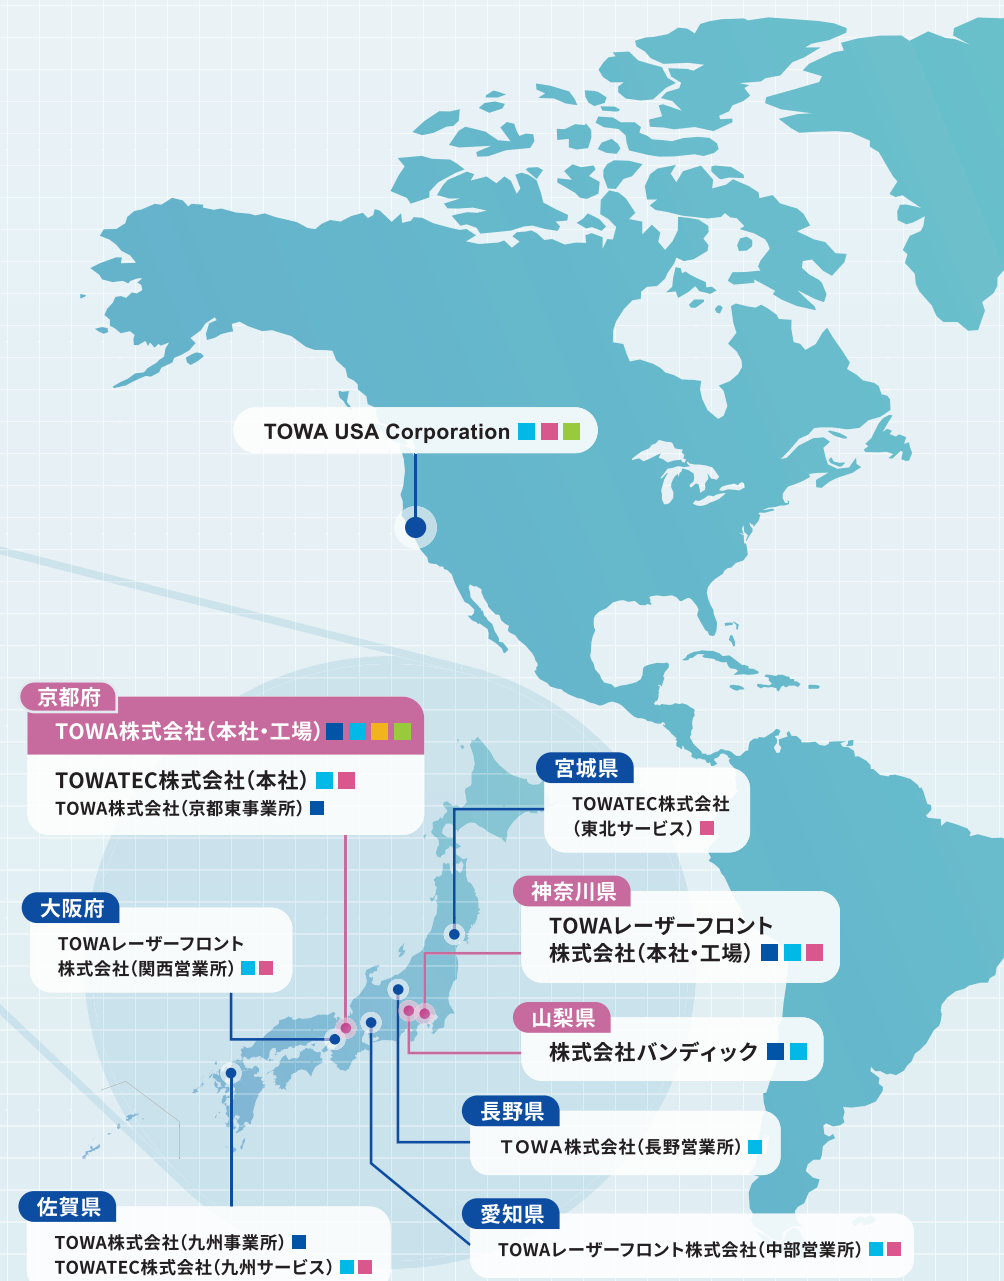 TOWA USA Corporation
京都府
TOWA株式会社（本社・工場）
TOWATEC株式会社（本社）
TOWA株式会社（京都東事業所）
宮城県
TOWATEC株式会社
（東北サービス）
大阪府
TOWAレーザーフロント
株式会社（関西営業所）
神奈川県
TOWAレーザーフロント
株式会社（本社・工場）
山梨県
株式会社バンディック
長野県
TOWA株式会社（長野営業所）
佐賀県
TOWA株式会社（九州事業所）
TOWATEC株式会社（九州サービス）
愛知県
TOWAレーザーフロント株式会社（中部営業所）